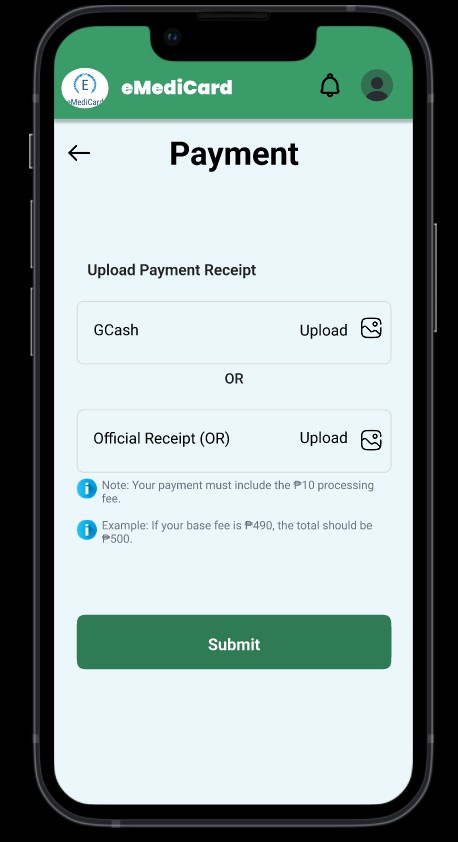 E
eMediCard
eMediCard
Payment
Upload Payment Receipt
GCash Upload
OR
Official Receipt (OR) Upload
Note: Your payment must include the ₱10 processing
fee.
Example: If your base fee is ₱490, the total should be
₱500.
Submit